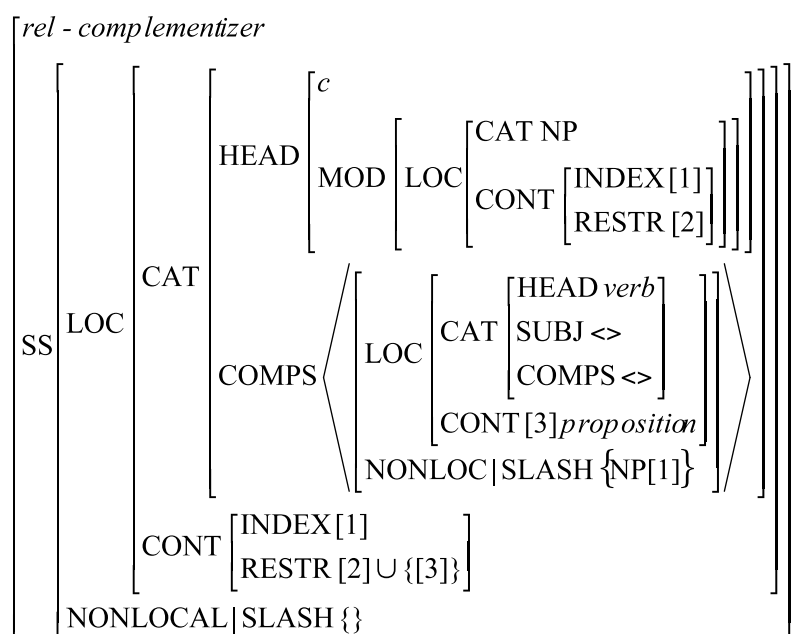 rel - complementizer
c
CAT NP
HEAD
MOD
LOC
INDEX [1]
CONT
RESTR [2]
CAT
HEAD verb
LOC
CAT
SUBJ <>
SS
LOC
COMPS
COMPS <>
CONT [3] proposition
NONLOC | SLASH {NP[1]}
INDEX [1]
CONT
RESTR [2] ∪ {[3]}
NONLOCAL | SLASH {}